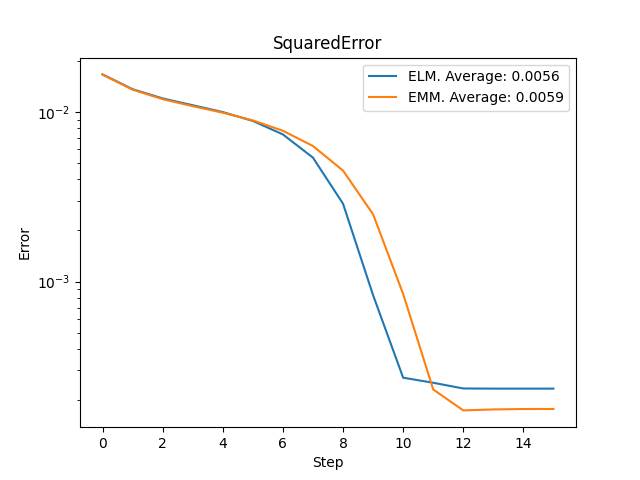 SquaredError
ELM. Average: 0.0056
EMM. Average: 0.0059
Error
10⁻²
10⁻³
0 2 4 6 8 10 12 14
Step